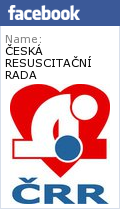 facebook
Name:
ČESKÁ
RESUSCITAČNÍ
RADA
ČRR